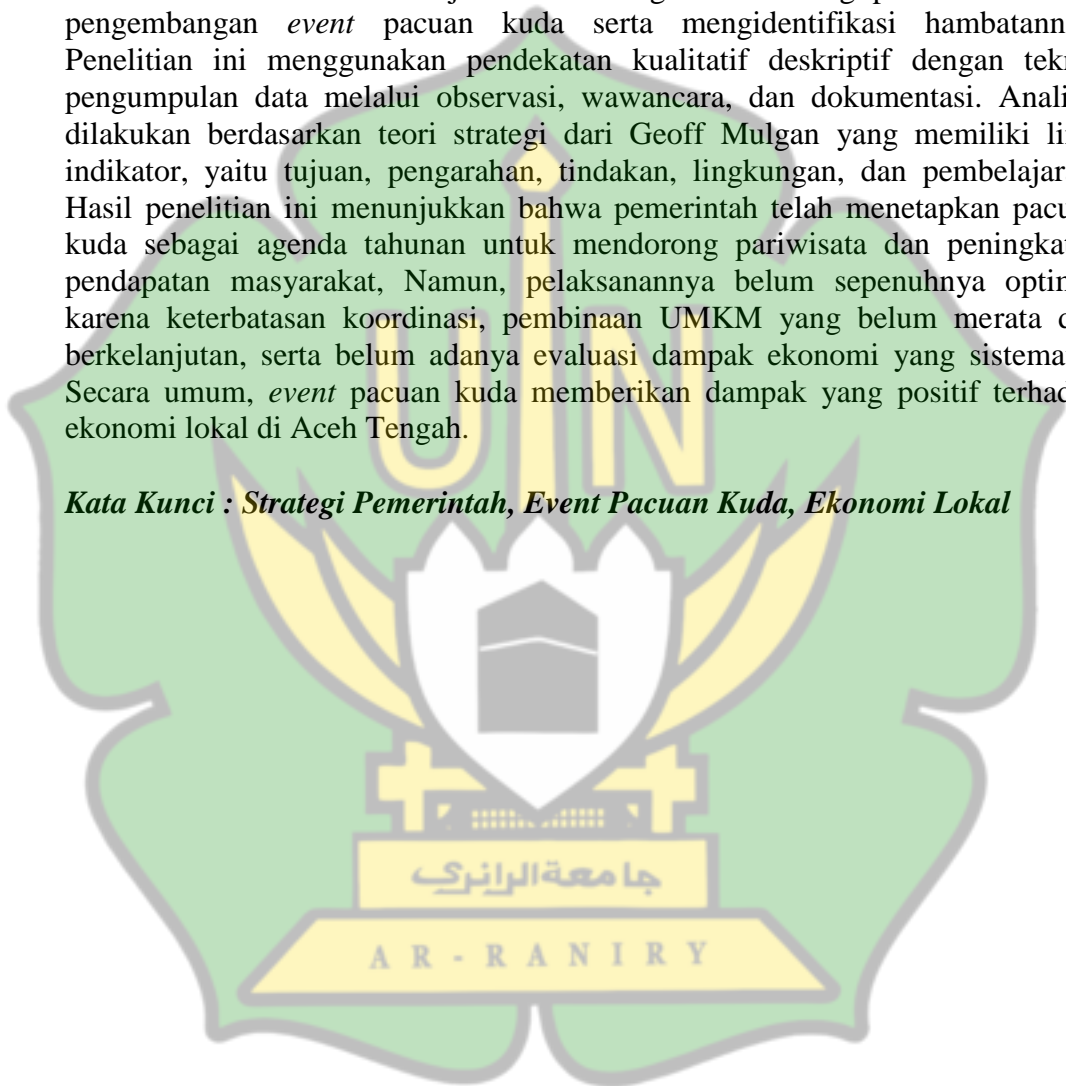 pengembangan event pacuan kuda serta mengidentifikasi hambatann
Penelitian ini menggunakan pendekatan kualitatif deskriptif dengan tekn
pengumpulan data melalui observasi, wawancara, dan dokumentasi. Anali
dilakukan berdasarkan teori strategi dari Geoff Mulgan yang memiliki li
indikator, yaitu tujuan, pengarahan, tindakan, lingkungan, dan pembelajar
Hasil penelitian ini menunjukkan bahwa pemerintah telah menetapkan pacu
kuda sebagai agenda tahunan untuk mendorong pariwisata dan peningkat
pendapatan masyarakat, Namun, pelaksanannya belum sepenuhnya optim
karena keterbatasan koordinasi, pembinaan UMKM yang belum merata d
berkelanjutan, serta belum adanya evaluasi dampak ekonomi yang sistema
Secara umum, event pacuan kuda memberikan dampak yang positif terhad
ekonomi lokal di Aceh Tengah.
Kata Kunci : Strategi Pemerintah, Event Pacuan Kuda, Ekonomi Lokal
UIN
جامعة الرانري
AR-RANIRY